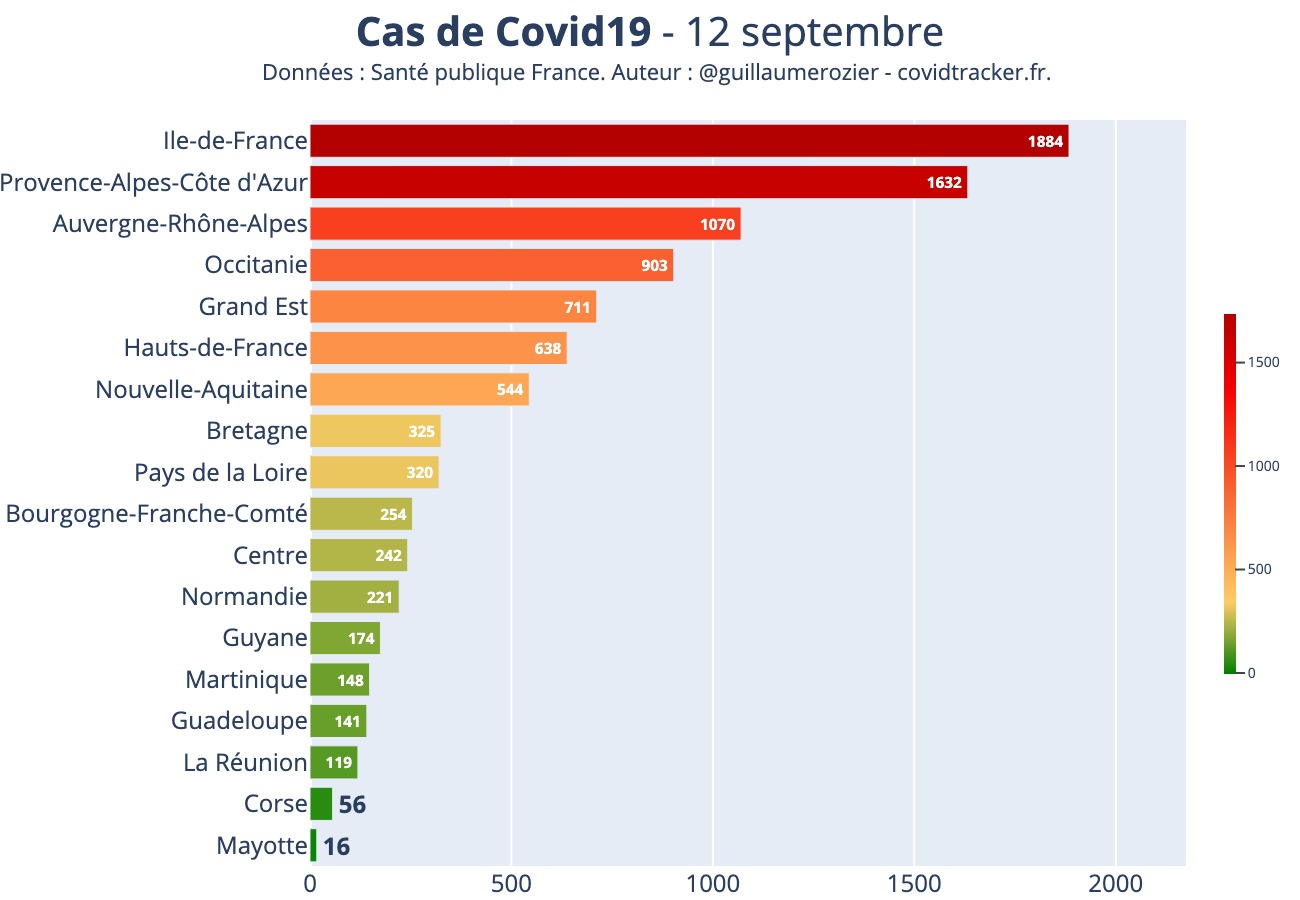 Cas de Covid19 - 12 septembre
Données : Santé publique France. Auteur : @guillaumerozier - covidtracker.fr.
Ile-de-France 1884
Provence-Alpes-Côte d'Azur 1632
Auvergne-Rhône-Alpes 1070
Occitanie 903
Grand Est 711
Hauts-de-France 638
Nouvelle-Aquitaine 544
Bretagne 325
Pays de la Loire 320
Bourgogne-Franche-Comté 254
Centre 242
Normandie 221
Guyane 174
Martinique 148
Guadeloupe 141
La Réunion 119
Corse 56
Mayotte 16
0 500 1000 1500 2000
1500
1000
500
0